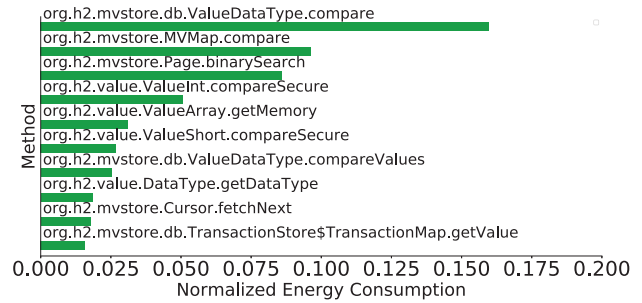 org.h2.mvstore.db.ValueDataType.compare
org.h2.mvstore.MVMap.compare
org.h2.mvstore.Page.binarySearch
org.h2.value.ValueInt.compareSecure
org.h2.value.ValueArray.getMemory
org.h2.value.ValueShort.compareSecure
org.h2.mvstore.db.ValueDataType.compareValues
org.h2.value.DataType.getDataType
org.h2.mvstore.Cursor.fetchNext
org.h2.mvstore.db.TransactionStore$TransactionMap.getValue
Method
0.000 0.025 0.050 0.075 0.100 0.125 0.150 0.175 0.200
Normalized Energy Consumption